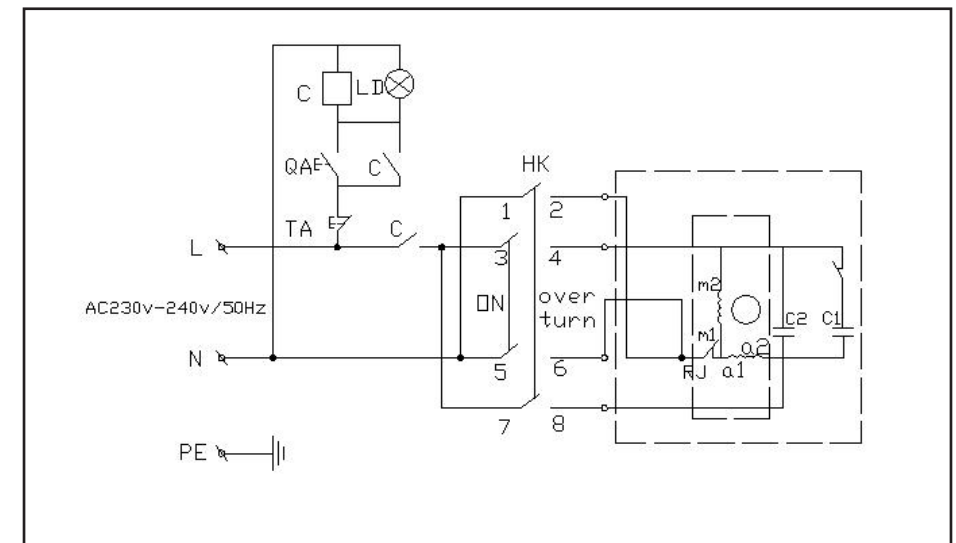 C LD
QA C
HK
TA C
1 2
L 3 4
m2
AC230v-240v/50Hz ON over
turn
C2 C1
m1
N a2
5 6 RJ a1
7 8
PE